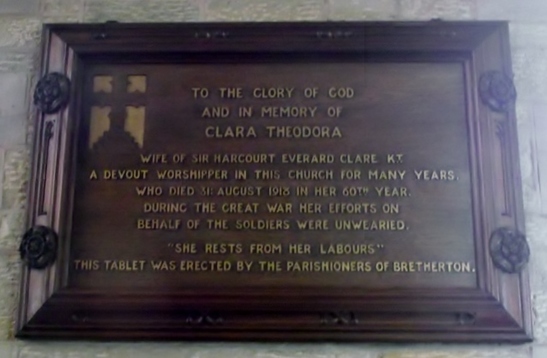 TO THE GLORY OF GOD
AND IN MEMORY OF
CLARA THEODORA
WIFE OF SIR HARCOURT EVERARD CLARE KT.
A DEVOUT WORSHIPPER IN THIS CHURCH FOR MANY YEARS.
WHO DIED 31 AUGUST 1918 IN HER 60TH YEAR.
DURING THE GREAT WAR HER EFFORTS ON
BEHALF OF THE SOLDIERS WERE UNWEARIED.
"SHE RESTS FROM HER LABOURS"
THIS TABLET WAS ERECTED BY THE PARISHIONERS OF BRETHERTON.